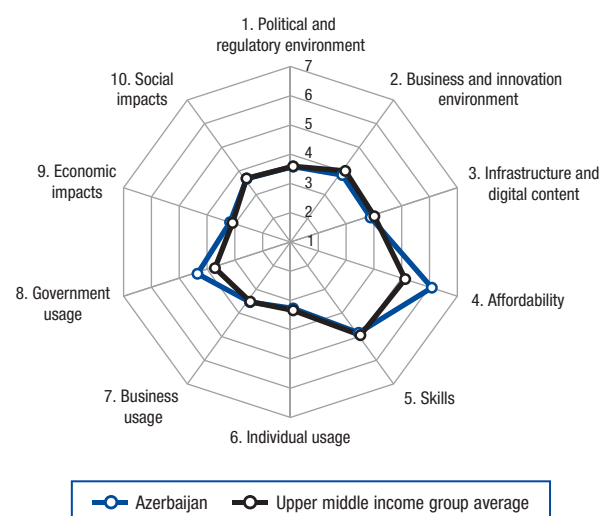 1. Political and
regulatory environment
2. Business and innovation
environment
3. Infrastructure and
digital content
4. Affordability
5. Skills
6. Individual usage
7. Business
usage
8. Government
usage
9. Economic
impacts
10. Social
impacts
7
6
5
4
3
2
1
Azerbaijan
Upper middle income group average